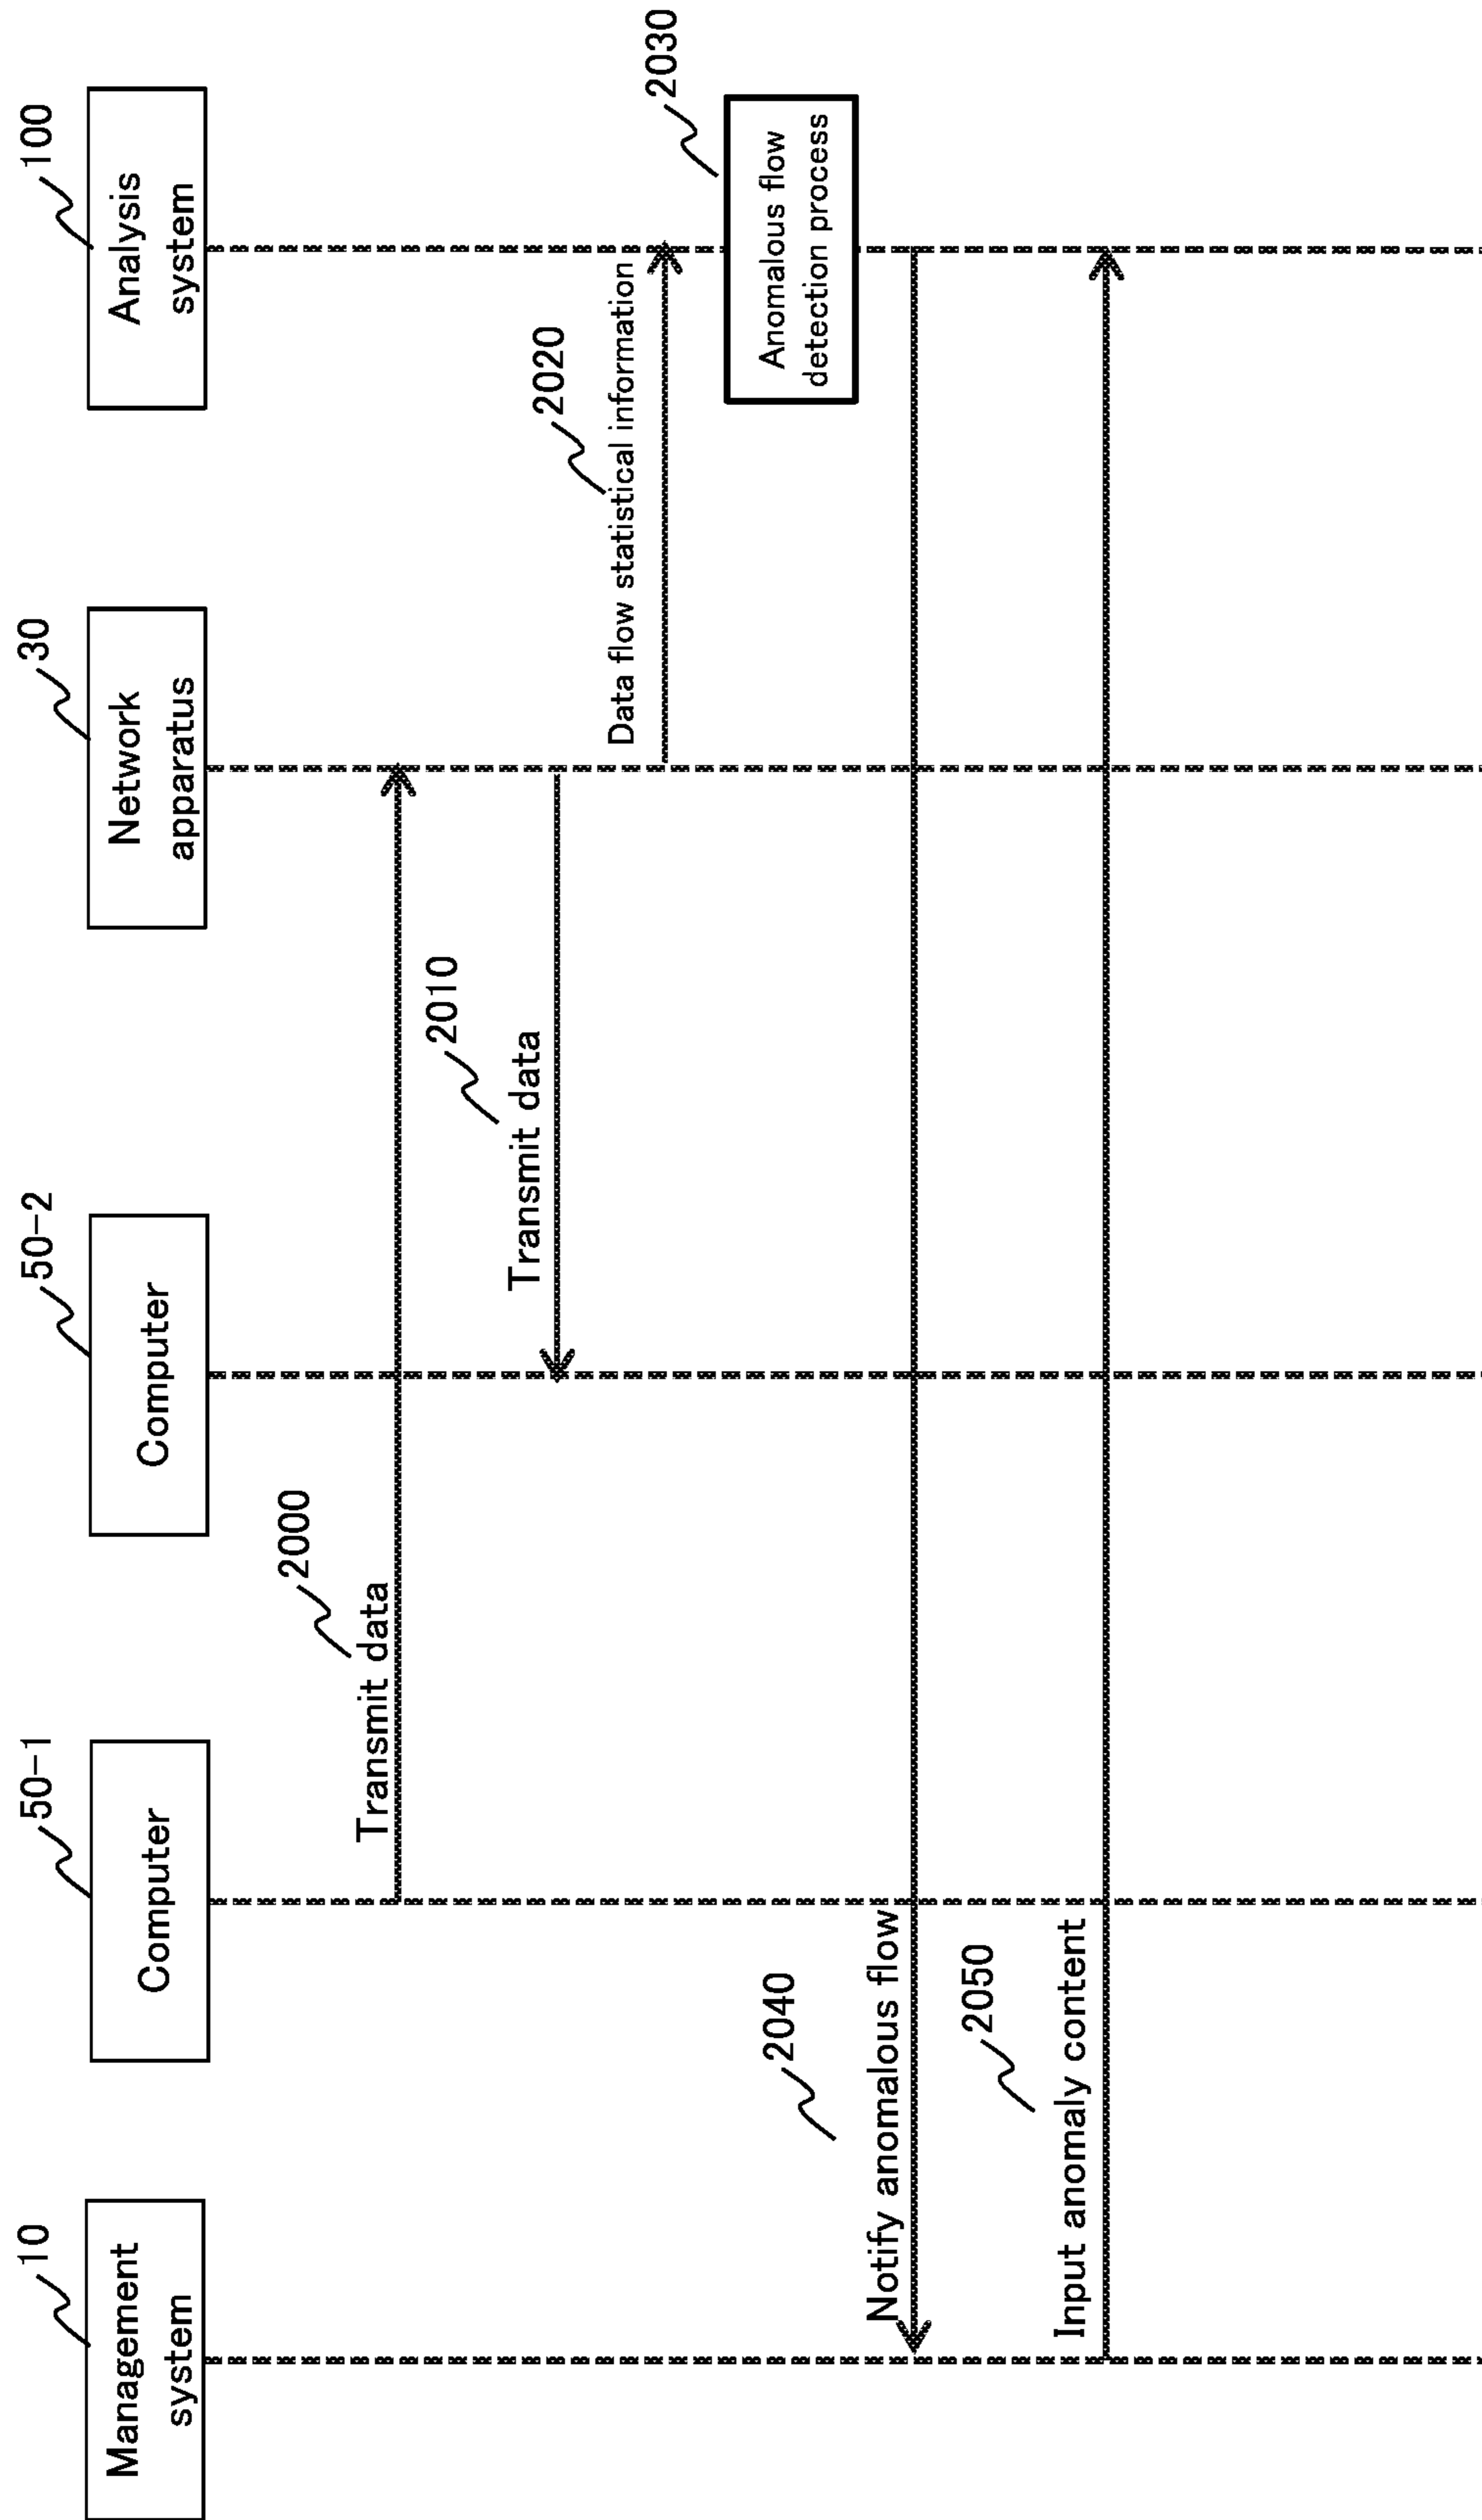 10
Management
system
50-1
Computer
50-2
Computer
30
Network
apparatus
100
Analysis
system
2000
Transmit data
2010
Transmit data
2020
Data flow statistical information
2030
Anomalous flow
detection process
2040
Notify anomalous flow
2050
Input anomaly content